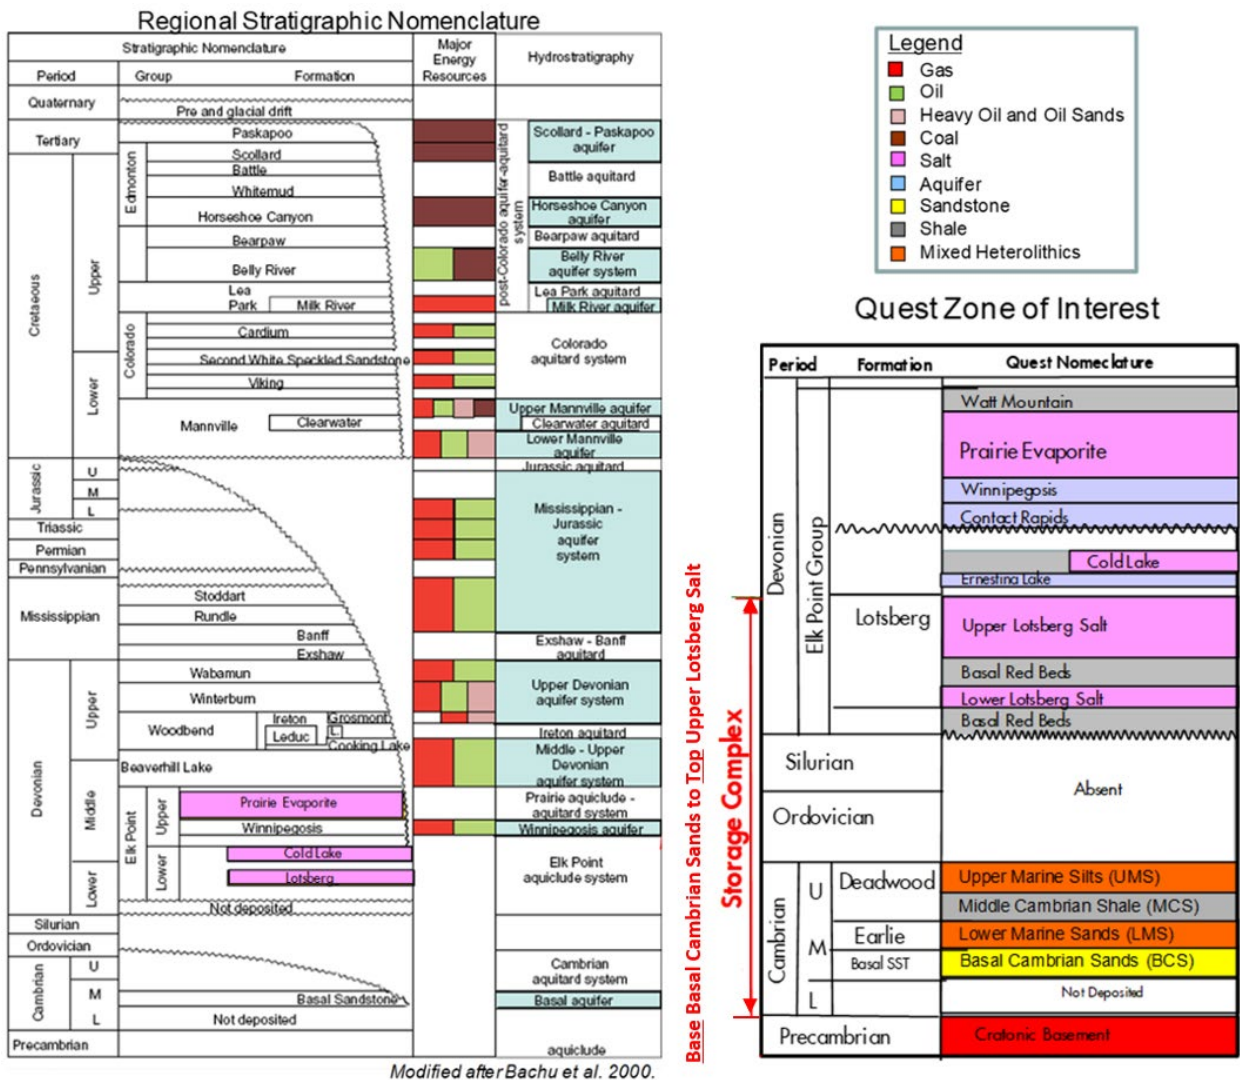 Regional Stratigraphic Nomenclature
Stratigraphic Nomenclature
Major
Energy
Resources
Hydrostratigraphy
Period
Group
Formation
Quaternary
Pre and glacial drift
Tertiary
Paskapoo
Scollard - Paskapoo
aquifer
Cretaeous
Upper
Edmonton
Scollard
Battle
Battle aquitard
Whitemud
Horseshoe Canyon
Horseshoe Canyon
aquifer
post-Colorado aquifer-aquitard
system
Bearpaw
Bearpaw aquitard
Belly River
Belly River
aquifer system
Lea
Park
Milk River
Lea Park aquitard
Milk River aquifer
Colorado
Cardium
Colorado
aquitard system
Lower
Second White Speckled Sandstone
Viking
Mannville
Clearwater
Upper Mannville aquifer
Clearwater aquitard
Lower Mannville
aquifer
Jurassic
U
M
L
Jurassic aquitard
Mississippian -
Jurassic
aquifer
system
Triassic
Permian
Pennsylvanian
Mississippian
Stoddart
Rundle
Banff
Exshaw
Exshaw - Banff
aquitard
Devonian
Upper
Wabamun
Winterburn
Upper Devonian
aquifer system
Woodbend
Ireton
Leduc
Grosmont
L
Cooking Lake
Ireton aquitard
Beaverhill Lake
Middle - Upper
Devonian
aquifer system
Middle
Elk Point
Upper
Prairie Evaporite
Prairie aquiclude -
aquitard system
Winnipegosis
Winnipegosis aquifer
Lower
Lower
Cold Lake
Lotsberg
Elk Point
aquiclude system
Not deposited
Silurian
Ordovician
Cambrian
U
M
L
Cambrian
aquitard system
Basal Sandstone
Basal aquifer
Not deposited
Precambrian
aquiclude
Modified after Bachu et al. 2000.
Legend
Gas
Oil
Heavy Oil and Oil Sands
Coal
Salt
Aquifer
Sandstone
Shale
Mixed Heterolithics
Quest Zone of Interest
Period
Formation
Quest Nomeclature
Devonian
Elk Point Group
Watt Mountain
Prairie Evaporite
Winnipegosis
Contact Rapids
Cold Lake
Ernestina Lake
Lotsberg
Upper Lotsberg Salt
Basal Red Beds
Lower Lotsberg Salt
Basal Red Beds
Silurian
Ordovician
Absent
Cambrian
U
M
L
Deadwood
Upper Marine Silts (UMS)
Middle Cambrian Shale (MCS)
Earlie
Lower Marine Sands (LMS)
Basal SST
Basal Cambrian Sands (BCS)
Not Deposited
Precambrian
Cratonic Basement
Base Basal Cambrian Sands to Top Upper Lotsberg Salt
Storage Complex